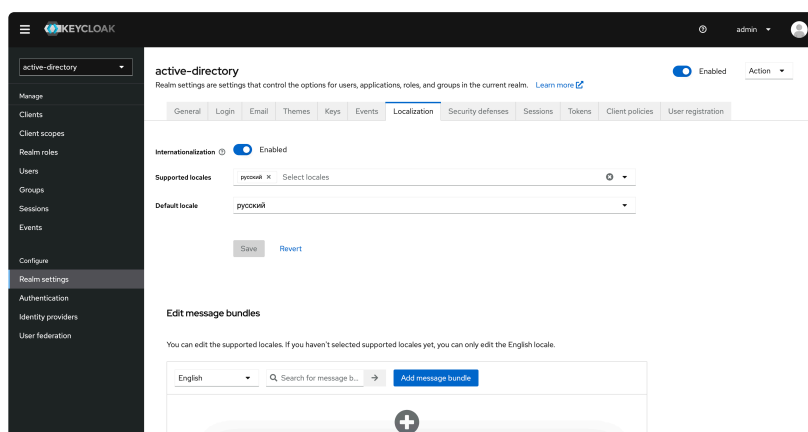 KEYCLOAK
admin
active-directory
Manage
Clients
Client scopes
Realm roles
Users
Groups
Sessions
Events
Configure
Realm settings
Authentication
Identity providers
User federation
active-directory
Enabled
Action
Realm settings are settings that control the options for users, applications, roles, and groups in the current realm. Learn more
General Login Email Themes Keys Events Localization Security defenses Sessions Tokens Client policies User registration
Internationalization Enabled
Supported locales русский × Select locales
Default locale русский
Save Revert
Edit message bundles
You can edit the supported locales. If you haven't selected supported locales yet, you can only edit the English locale.
English Search for message b... Add message bundle